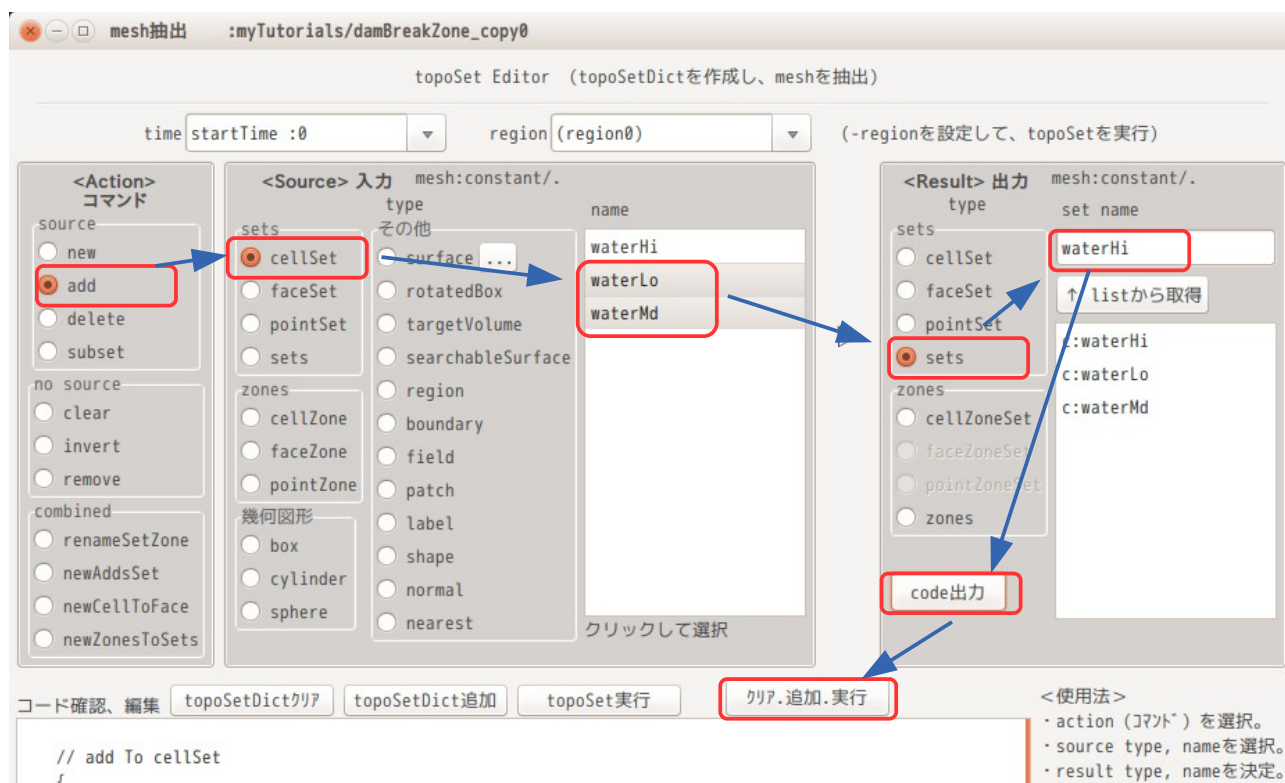 mesh抽出 :myTutorials/damBreakZone_copy0
topoSet Editor (topoSetDictを作成し、meshを抽出)
time startTime :0 region (region0) (-regionを設定して、topoSetを実行)
<Action>
コマンド
source
new
add
delete
subset
no source
clear
invert
remove
combined
renameSetZone
newAddsSet
newCellToFace
newZonesToSets
<Source> 入力 mesh:constant/.
type
sets
cellSet
faceSet
pointSet
sets
zones
cellZone
faceZone
pointZone
幾何図形
box
cylinder
sphere
その他
surface ...
rotatedBox
targetVolume
searchableSurface
region
boundary
field
patch
label
shape
normal
nearest
name
waterHi
waterLo
waterMd
クリックして選択
<Result> 出力 mesh:constant/.
type
sets
cellSet
faceSet
pointSet
sets
zones
cellZoneSet
faceZoneSet
pointZoneSet
zones
code出力
set name
waterHi
↑ listから取得
c:waterHi
c:waterLo
c:waterMd
コード確認、編集 topoSetDictクリア topoSetDict追加 topoSet実行 クリア.追加.実行
// add To cellSet
{
<使用法>
・action (コマンド) を選択。
・source type, nameを選択。
・result type, nameを決定。